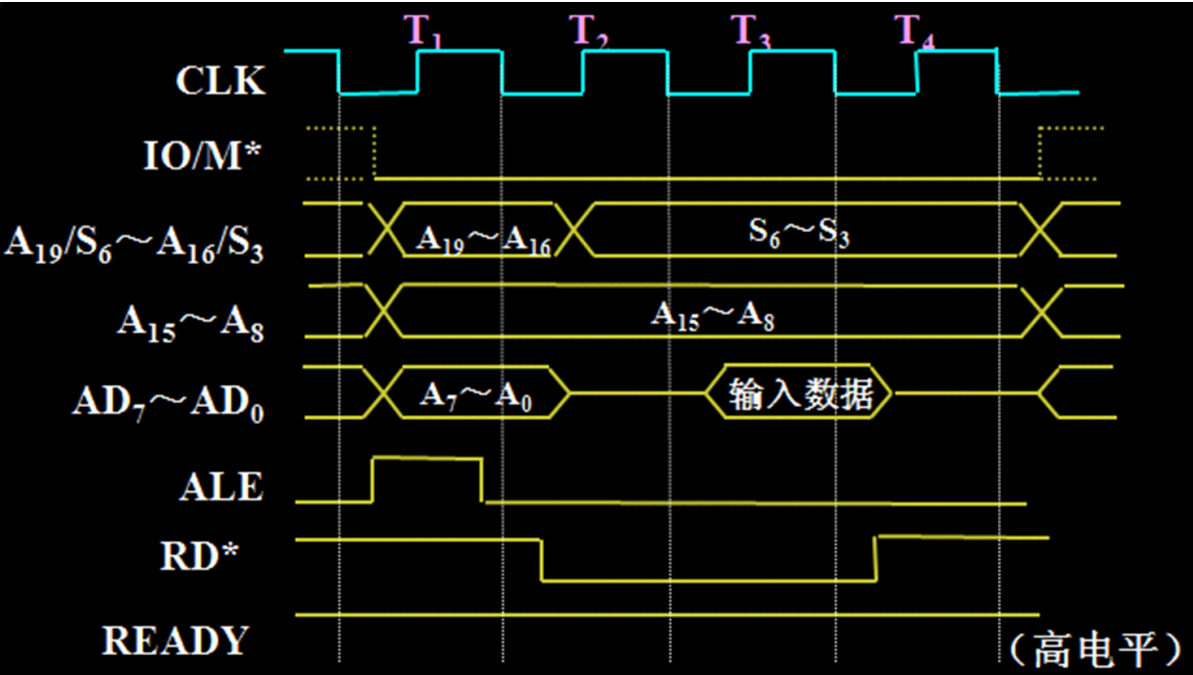 T₁ T₂ T₃ T₄
CLK
IO/M*
A₁₉/S₆～A₁₆/S₃ A₁₉～A₁₆ S₆～S₃
A₁₅～A₈ A₁₅～A₈
AD₇～AD₀ A₇～A₀ 输入数据
ALE
RD*
READY （高电平）